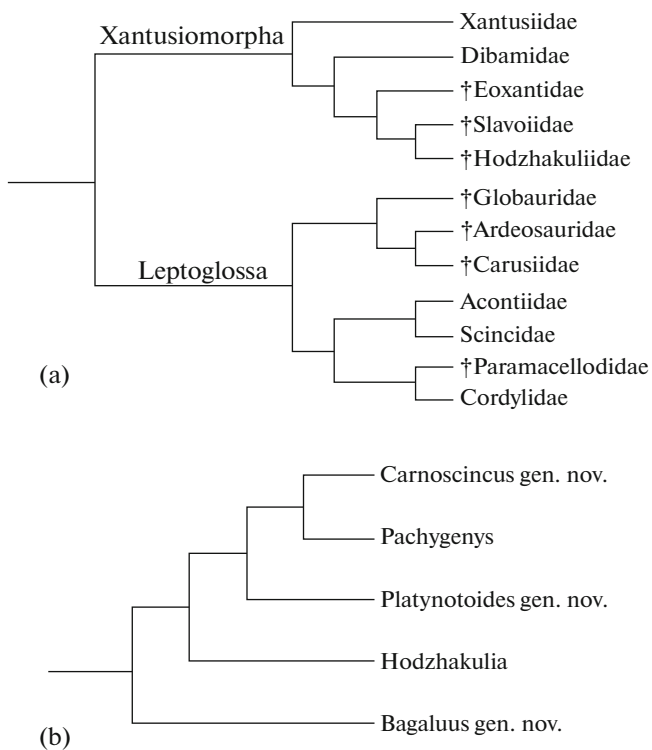 Xantusiomorpha
Xantusiidae
Dibamidae
†Eoxantidae
†Slavoiidae
†Hodzhakuliidae
†Globauridae
†Ardeosauridae
Leptoglossa
†Carusiidae
Acontiidae
Scincidae
(a)
†Paramacellodidae
Cordylidae
Carnoscincus gen. nov.
Pachygenys
Platynotoides gen. nov.
Hodzhakulia
(b)
Bagaluus gen. nov.